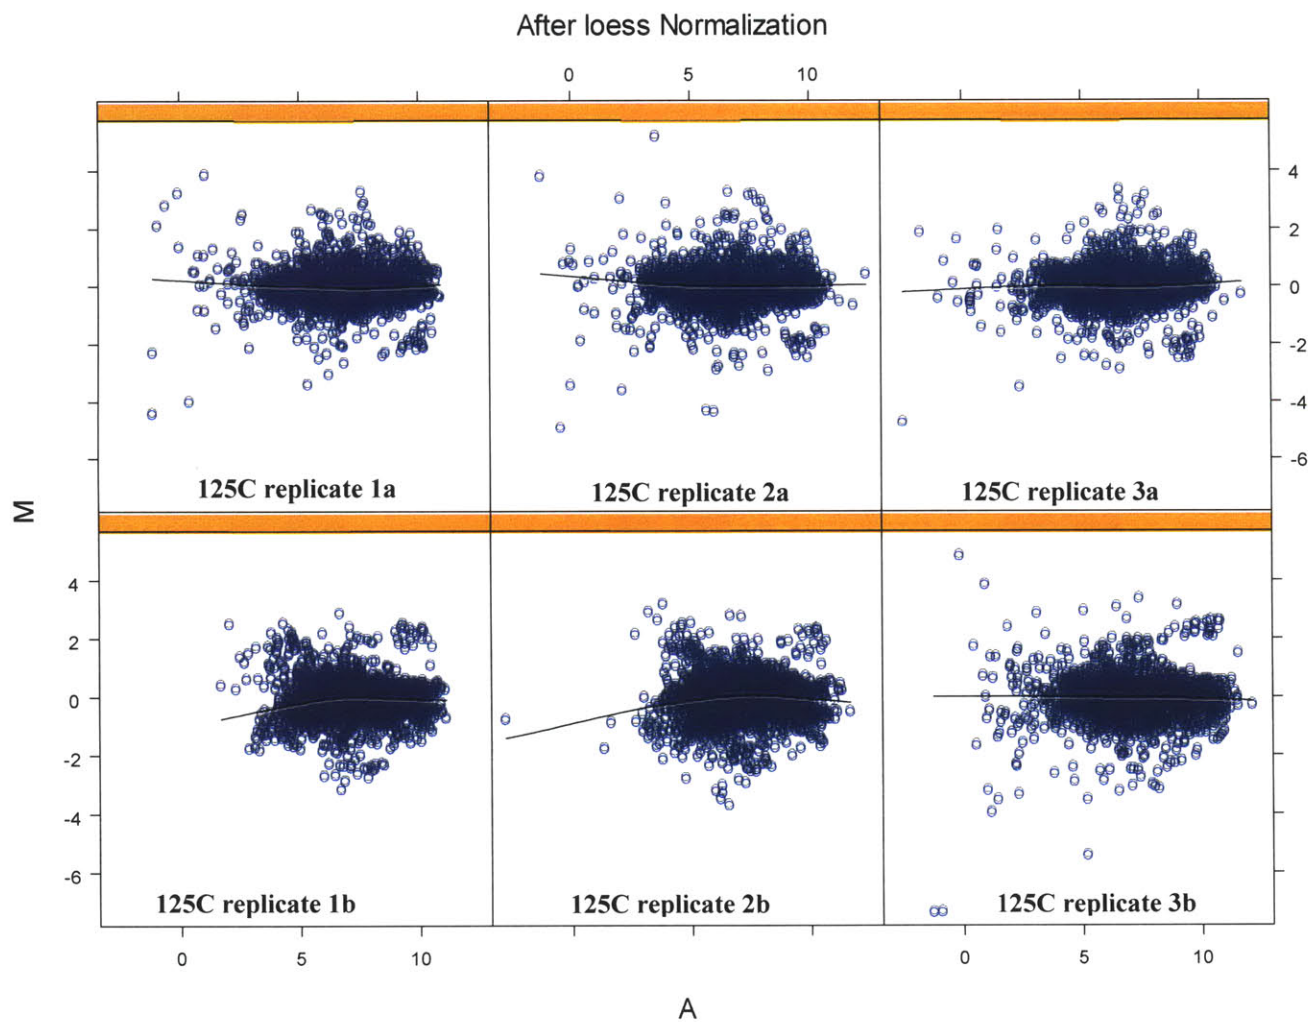 After loess Normalization
0 5 10
4
2
0
-2
-4
-6
125C replicate 1a 125C replicate 2a 125C replicate 3a
M
4
2
0
-2
-4
-6
125C replicate 1b 125C replicate 2b 125C replicate 3b
0 5 10 0 5 10
A